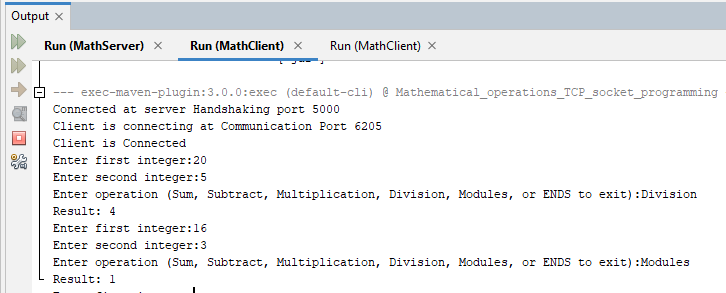 Output ×
Run (MathServer) × Run (MathClient) × Run (MathClient) ×
--- exec-maven-plugin:3.0.0:exec (default-cli) @ Mathematical_operations_TCP_socket_programming
Connected at server Handshaking port 5000
Client is connecting at Communication Port 6205
Client is Connected
Enter first integer:20
Enter second integer:5
Enter operation (Sum, Subtract, Multiplication, Division, Modules, or ENDS to exit):Division
Result: 4
Enter first integer:16
Enter second integer:3
Enter operation (Sum, Subtract, Multiplication, Division, Modules, or ENDS to exit):Modules
Result: 1